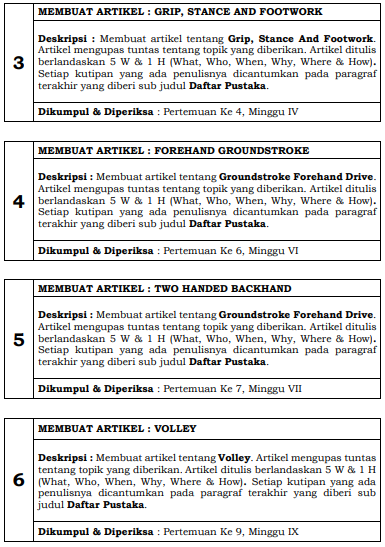 MEMBUAT ARTIKEL : GRIP, STANCE AND FOOTWORK
3
Deskripsi : Membuat artikel tentang Grip, Stance And Footwork.
Artikel mengupas tuntas tentang topik yang diberikan. Artikel ditulis
berlandaskan 5 W & 1 H (What, Who, When, Why, Where & How).
Setiap kutipan yang ada penulisnya dicantumkan pada paragraf
terakhir yang diberi sub judul Daftar Pustaka.
Dikumpul & Diperiksa : Pertemuan Ke 4, Minggu IV
MEMBUAT ARTIKEL : FOREHAND GROUNDSTROKE
4
Deskripsi : Membuat artikel tentang Groundstroke Forehand Drive.
Artikel mengupas tuntas tentang topik yang diberikan. Artikel ditulis
berlandaskan 5 W & 1 H (What, Who, When, Why, Where & How).
Setiap kutipan yang ada penulisnya dicantumkan pada paragraf
terakhir yang diberi sub judul Daftar Pustaka.
Dikumpul & Diperiksa : Pertemuan Ke 6, Minggu VI
MEMBUAT ARTIKEL : TWO HANDED BACKHAND
5
Deskripsi : Membuat artikel tentang Groundstroke Forehand Drive.
Artikel mengupas tuntas tentang topik yang diberikan. Artikel ditulis
berlandaskan 5 W & 1 H (What, Who, When, Why, Where & How).
Setiap kutipan yang ada penulisnya dicantumkan pada paragraf
terakhir yang diberi sub judul Daftar Pustaka.
Dikumpul & Diperiksa : Pertemuan Ke 7, Minggu VII
MEMBUAT ARTIKEL : VOLLEY
6
Deskripsi : Membuat artikel tentang Volley. Artikel mengupas tuntas
tentang topik yang diberikan. Artikel ditulis berlandaskan 5 W & 1 H
(What, Who, When, Why, Where & How). Setiap kutipan yang ada
penulisnya dicantumkan pada paragraf terakhir yang diberi sub
judul Daftar Pustaka.
Dikumpul & Diperiksa : Pertemuan Ke 9, Minggu IX